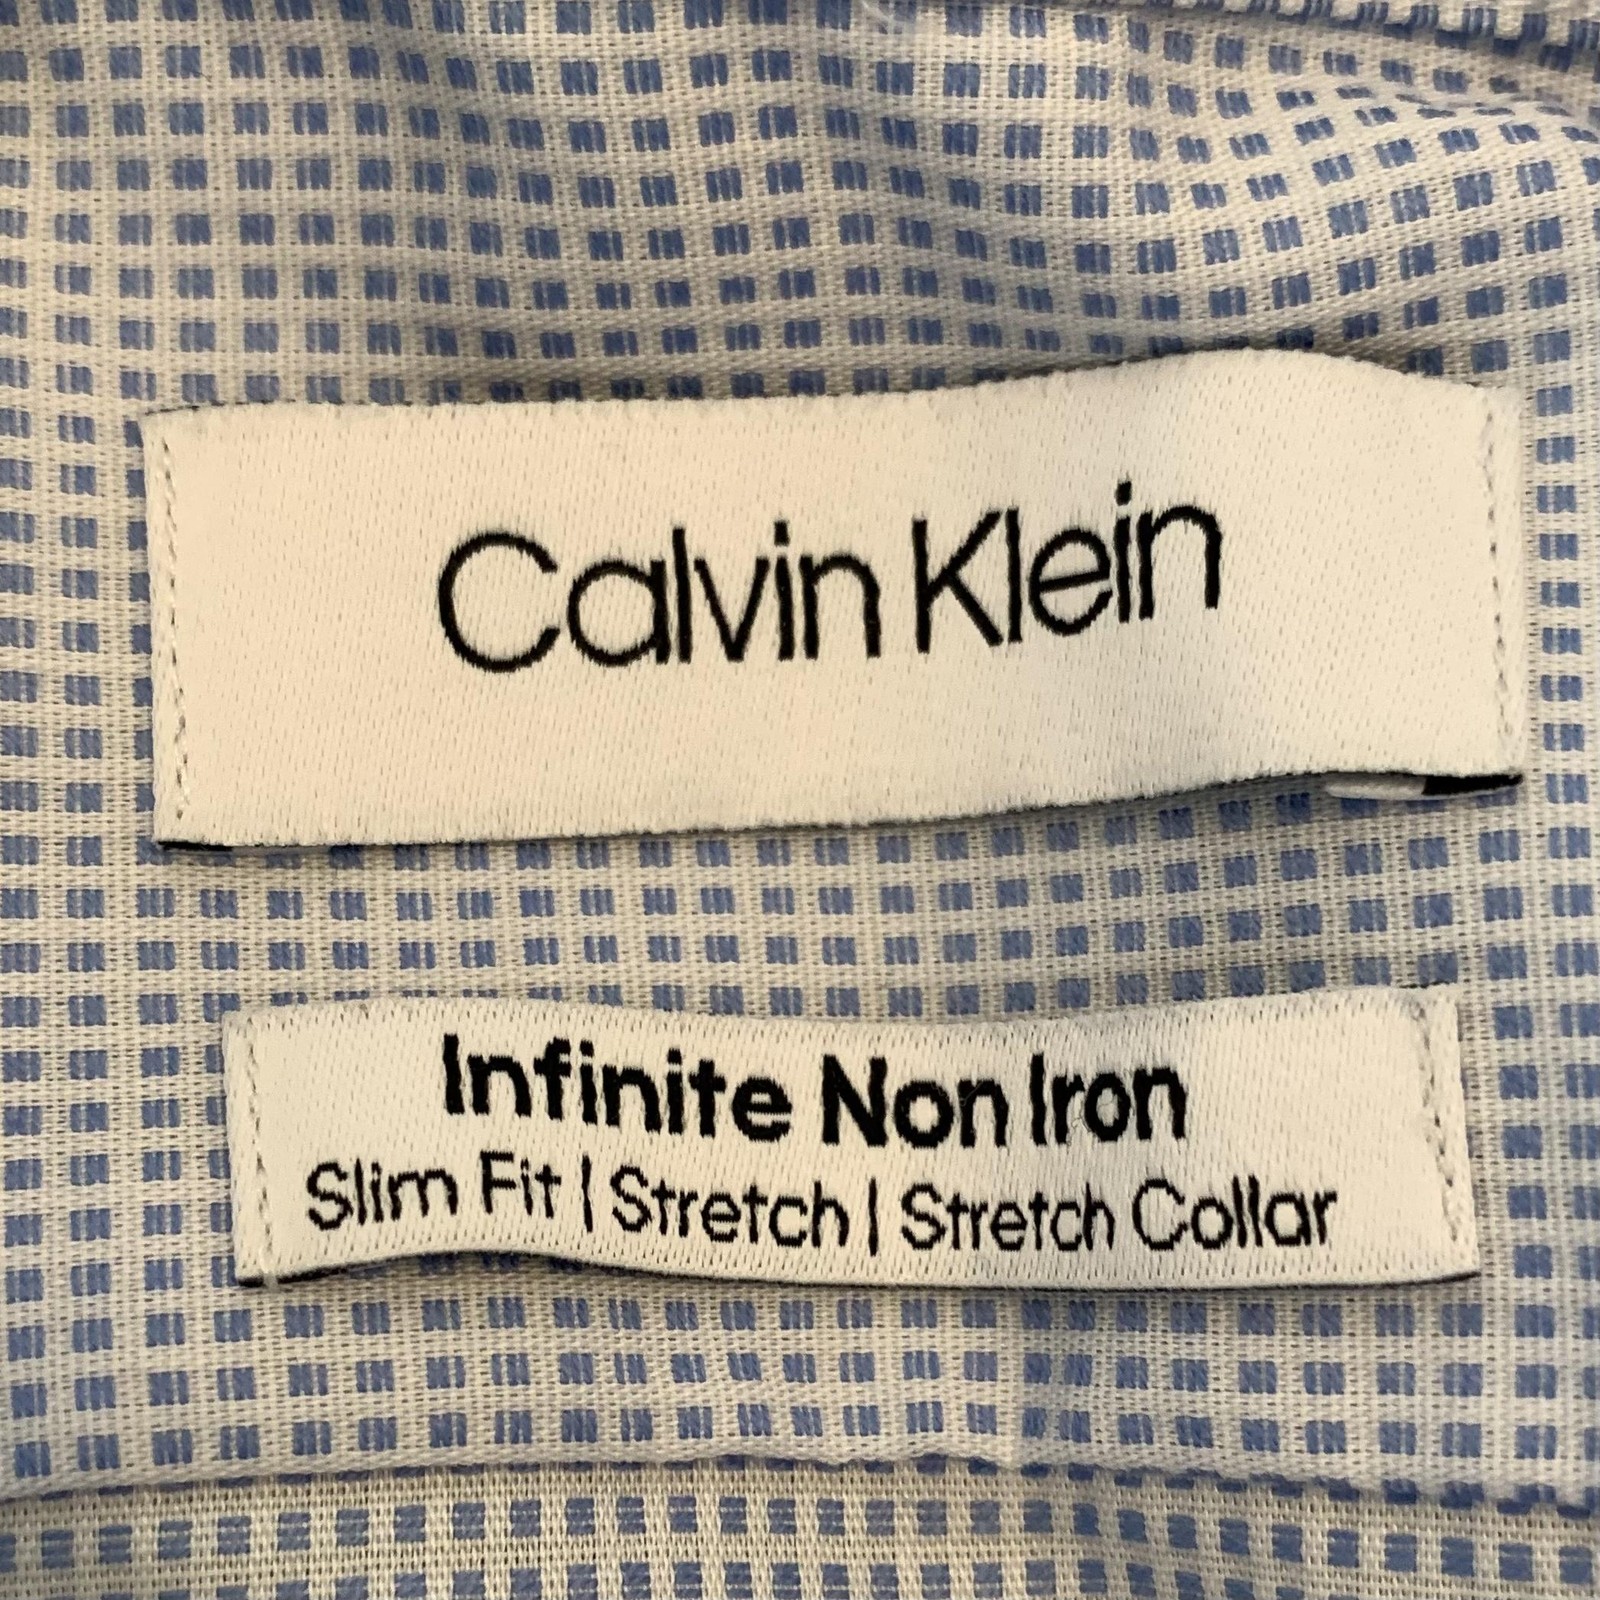 Calvin Klein
Infinite Non Iron
Slim Fit | Stretch | Stretch Collar